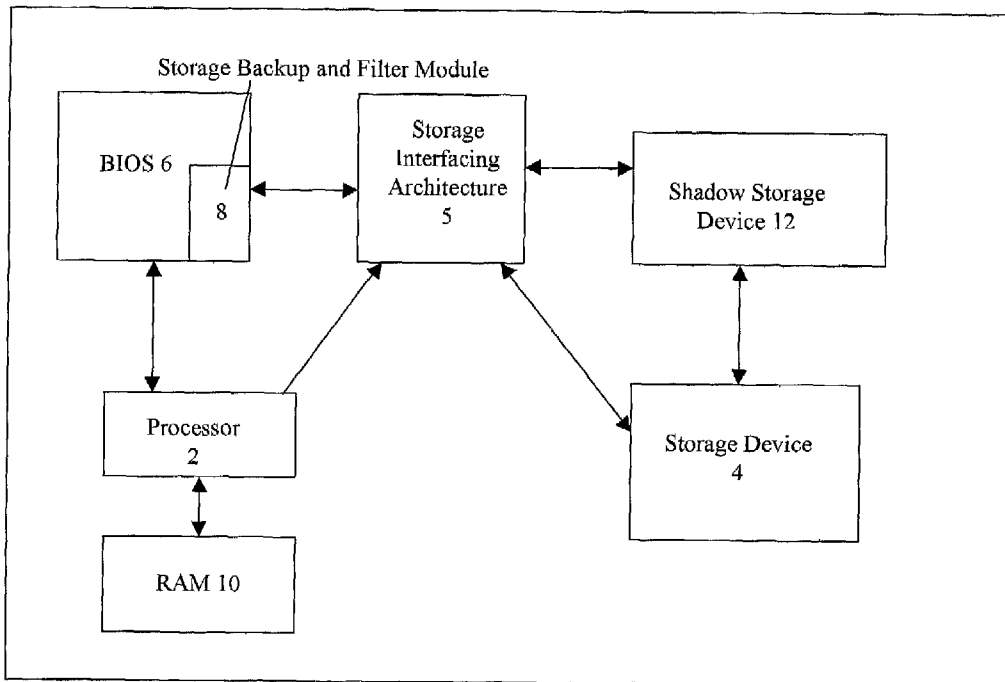 Storage Backup and Filter Module
BIOS 6
8
Storage
Interfacing
Architecture
5
Shadow Storage
Device 12
Processor
2
Storage Device
4
RAM 10